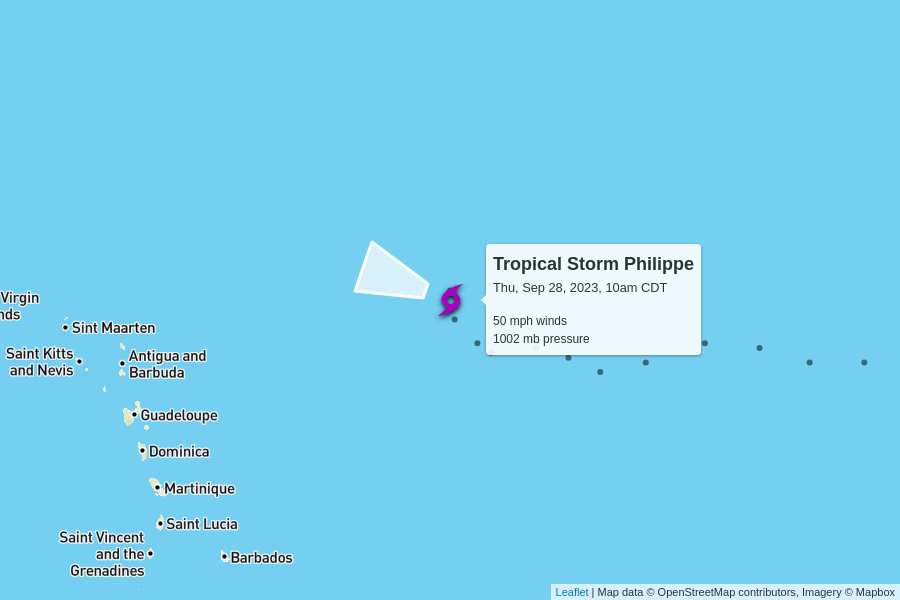 Tropical Storm Philippe
Thu, Sep 28, 2023, 10am CDT
50 mph winds
1002 mb pressure
Virgin
nds
Sint Maarten
Saint Kitts
and Nevis
Antigua and
Barbuda
Guadeloupe
Dominica
Martinique
Saint Lucia
Saint Vincent
and the
Grenadines
Barbados
Leaflet | Map data © OpenStreetMap contributors, Imagery © Mapbox